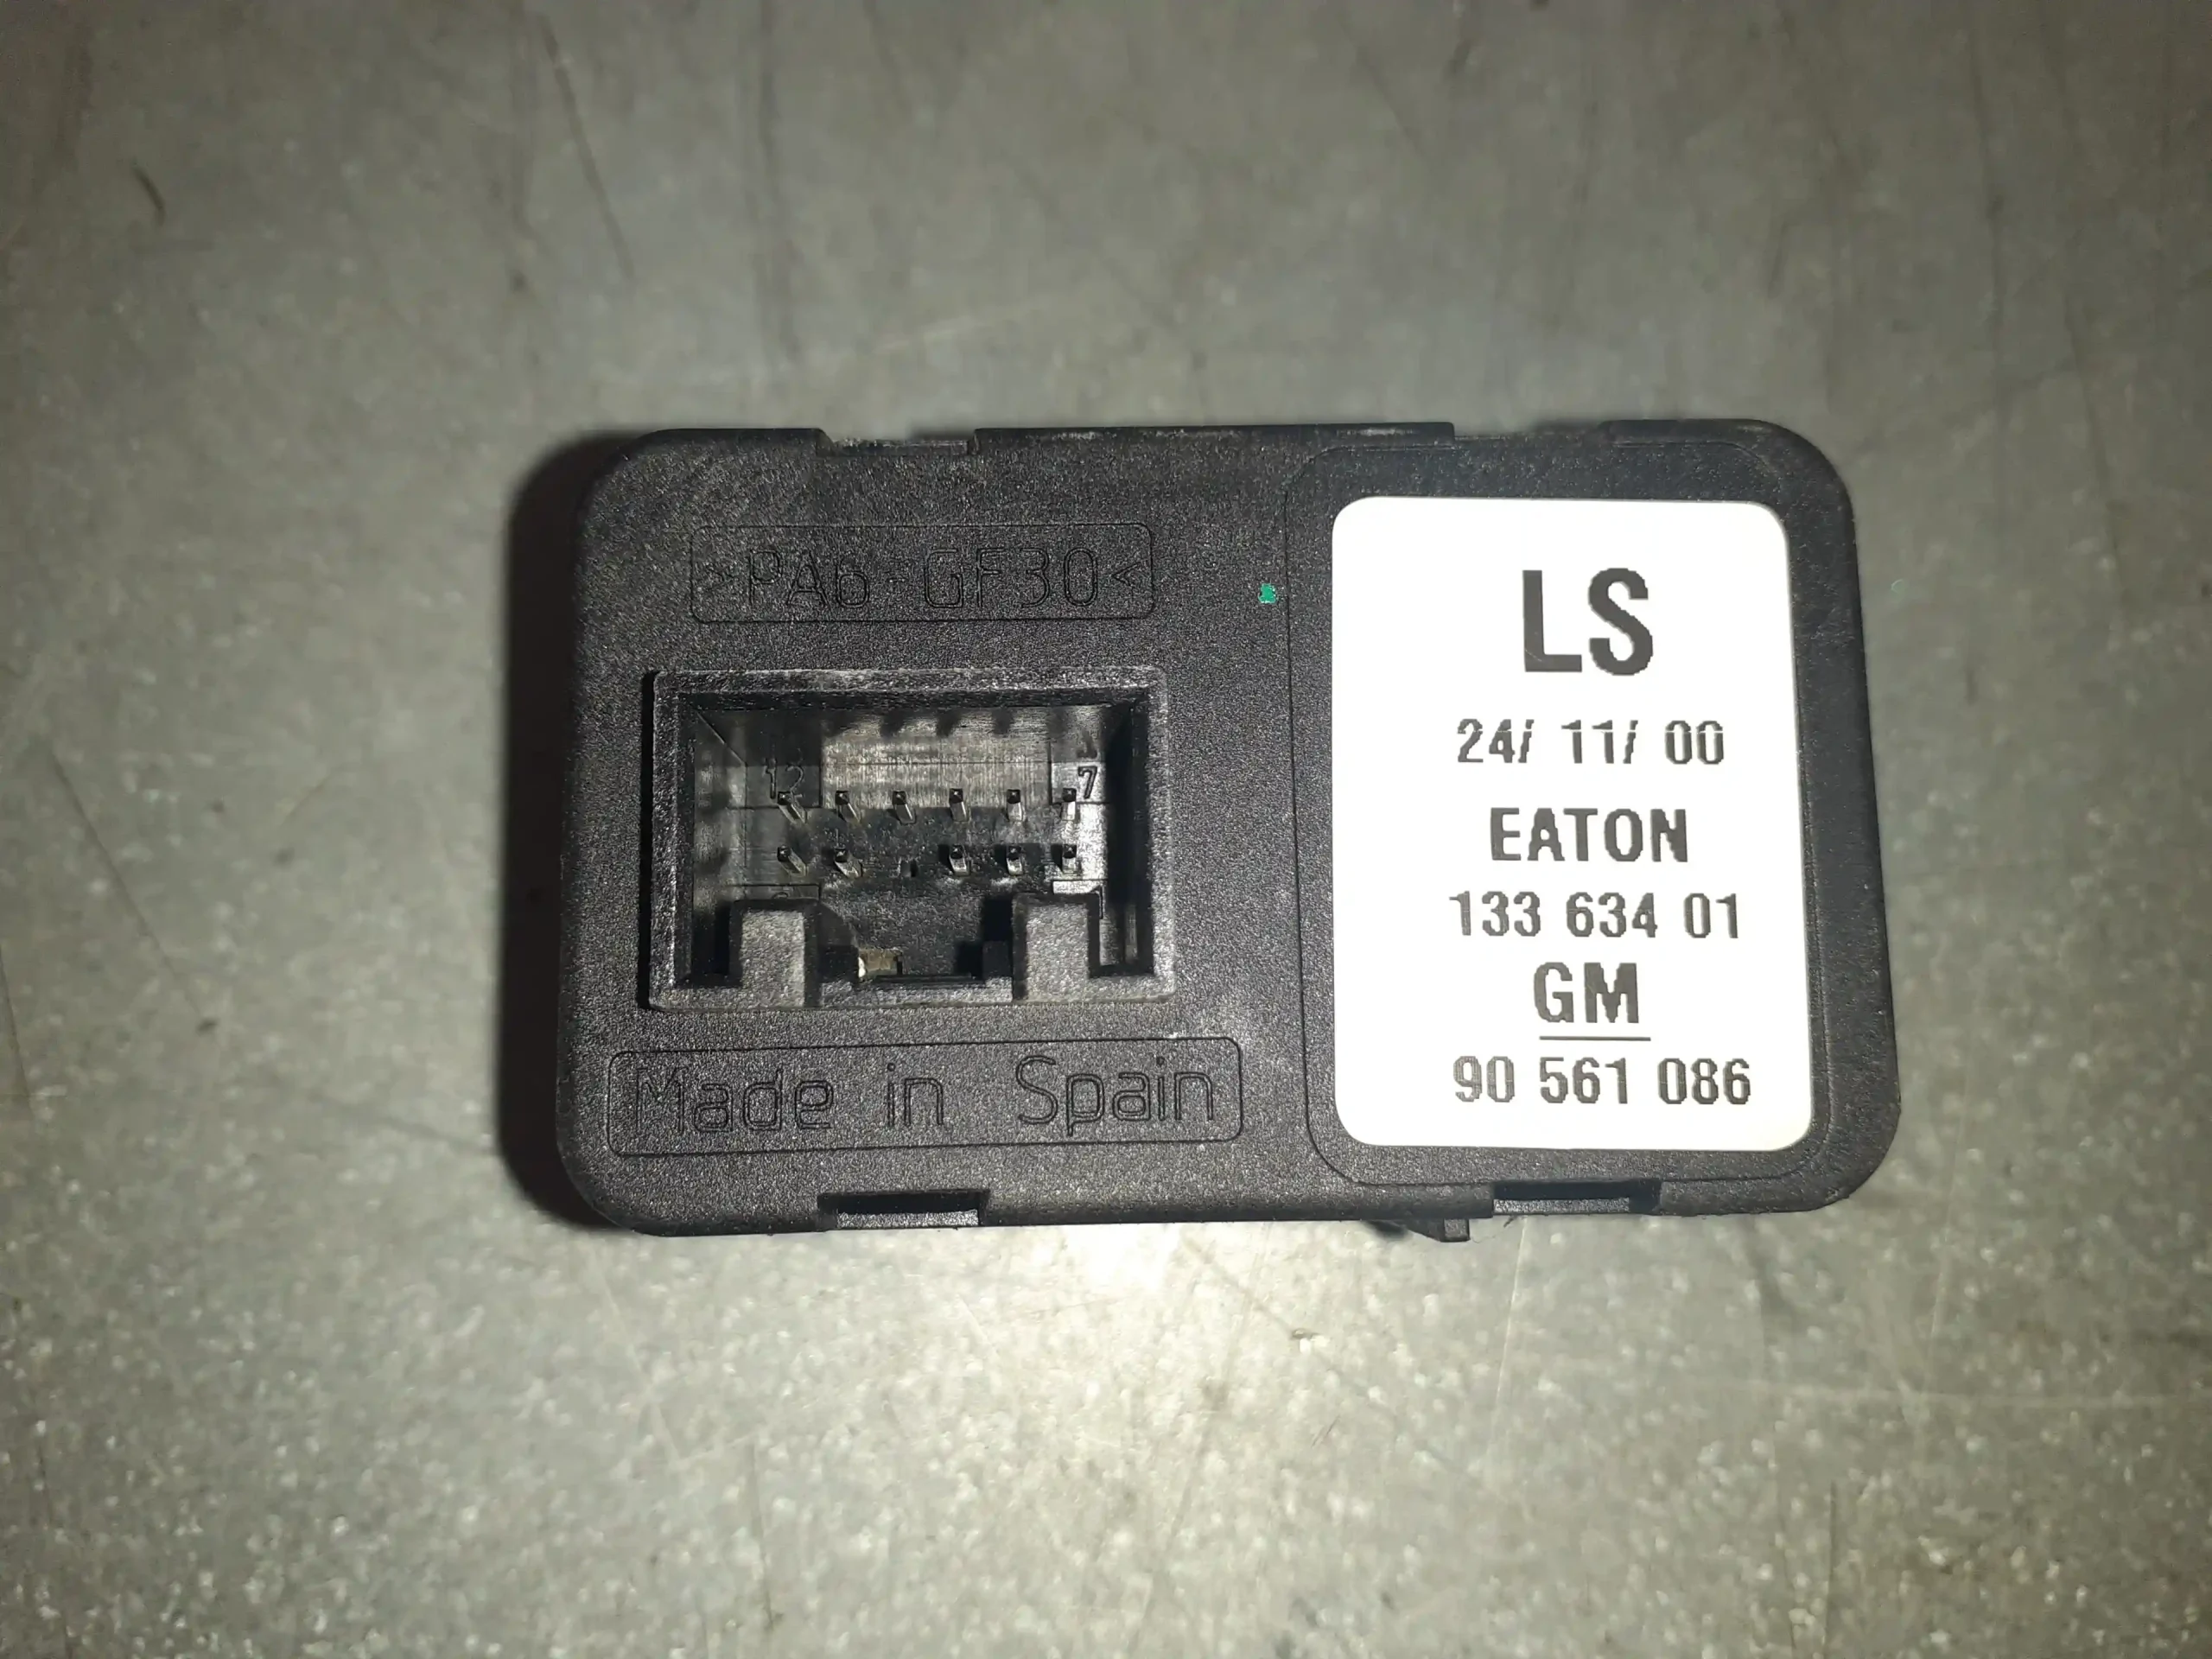 >PA6-GF30<
12
1
7
Made in Spain
LS
24/ 11/ 00
EATON
133 634 01
GM
90 561 086